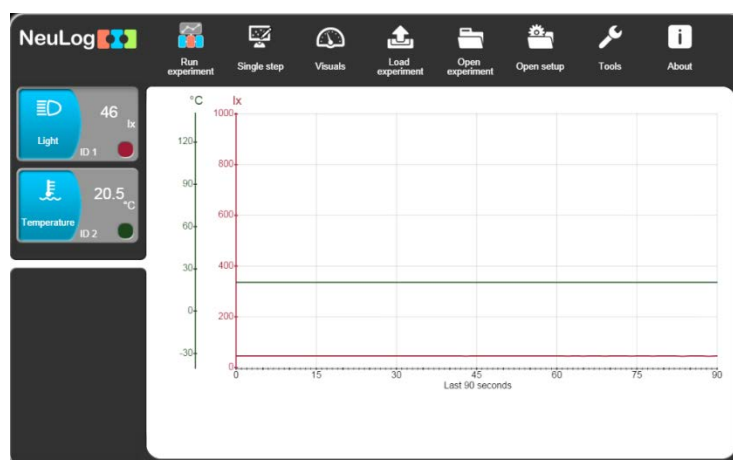 NeuLog
Run
experiment
Single step
Visuals
Load
experiment
Open
experiment
Open setup
Tools
i
About
46
lx
Light
ID 1
20.5
°C
Temperature
ID 2
°C
lx
120
90
60
30
0
-30
1000
800
600
400
200
0
0
15
30
45
60
75
90
Last 90 seconds